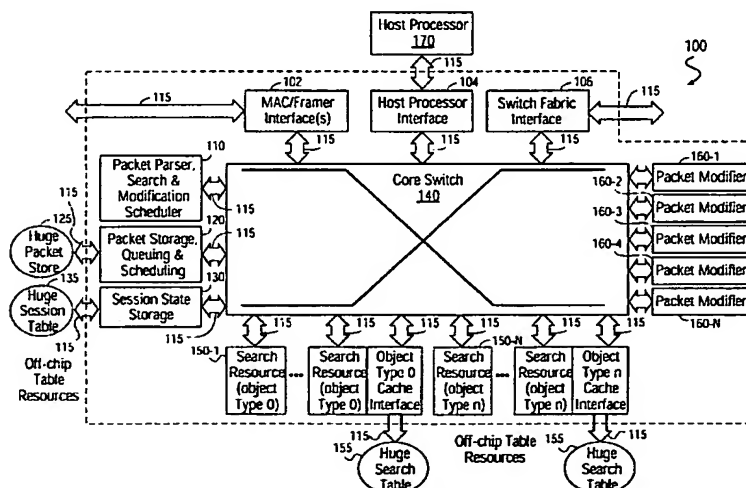 Host Processor
170
100
115
102
104
106
115
MAC/Framer
Interface(s)
Host Processor
Interface
Switch Fabric
Interface
115
115
115
115
110
Packet Parser,
Search &
Modification
Scheduler
115
Core Switch
140
160-1
Packet Modifier
160-2
Packet Modifier
160-3
Packet Modifier
160-4
Packet Modifier
Packet Modifier
160-N
115
125
Huge
Packet
Store
120
Packet Storage,
Queuing &
Scheduling
115
135
Huge
Session
Table
130
Session State
Storage
115
115
Off-chip
Table
Resources
115
115
115
115
115
115
150-1
Search
Resource
(object
Type 0)
...
Search
Resource
(object
Type 0)
Object
Type 0
Cache
Interface
150-N
Search
Resource
(object
Type n)
...
Search
Resource
(object
Type n)
Object
Type n
Cache
Interface
115
155
Huge
Search
Table
Off-chip Table
Resources
155
115
Huge
Search
Table